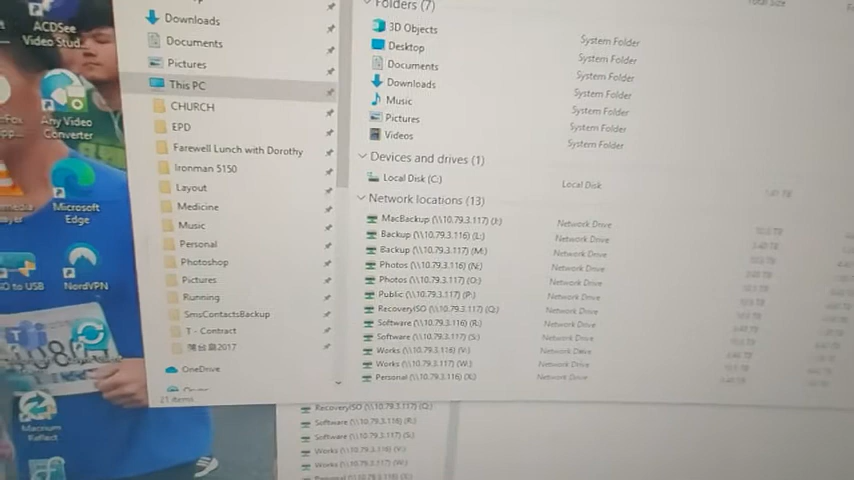 ACDSee
Video Stud...
Any Video
Converter
Microsoft
Edge
O to USB
NordVPN
Macrium
Reflect
Downloads
Documents
Pictures
This PC
CHURCH
EPD
Farewell Lunch with Dorothy
Ironman 5150
Layout
Medicine
Music
Personal
Photoshop
Pictures
Running
SmsContactsBackup
T - Contract
OneDrive
21 items
Folders (7)
3D Objects System Folder
Desktop System Folder
Documents System Folder
Downloads System Folder
Music System Folder
Pictures System Folder
Videos System Folder
Devices and drives (1)
Local Disk (C:) Local Disk
Network locations (13)
MacBackup (\\10.79.3.117) (J:) Network Drive
Backup (\\10.79.3.116) (L:) Network Drive
Backup (\\10.79.3.117) (M:) Network Drive
Photos (\\10.79.3.116) (N:) Network Drive
Photos (\\10.79.3.117) (O:) Network Drive
Public (\\10.79.3.117) (P:) Network Drive
RecoveryISO (\\10.79.3.117) (Q:) Network Drive
Software (\\10.79.3.116) (R:) Network Drive
Software (\\10.79.3.117) (S:) Network Drive
Works (\\10.79.3.116) (V:) Network Drive
Works (\\10.79.3.117) (W:) Network Drive
Personal (\\10.79.3.116) (X:) Network Drive
RecoveryISO (\\10.79.3.117) (Q:)
Software (\\10.79.3.116) (R:)
Software (\\10.79.3.117) (S:)
Works (\\10.79.3.116) (V:)
Works (\\10.79.3.117) (W:)